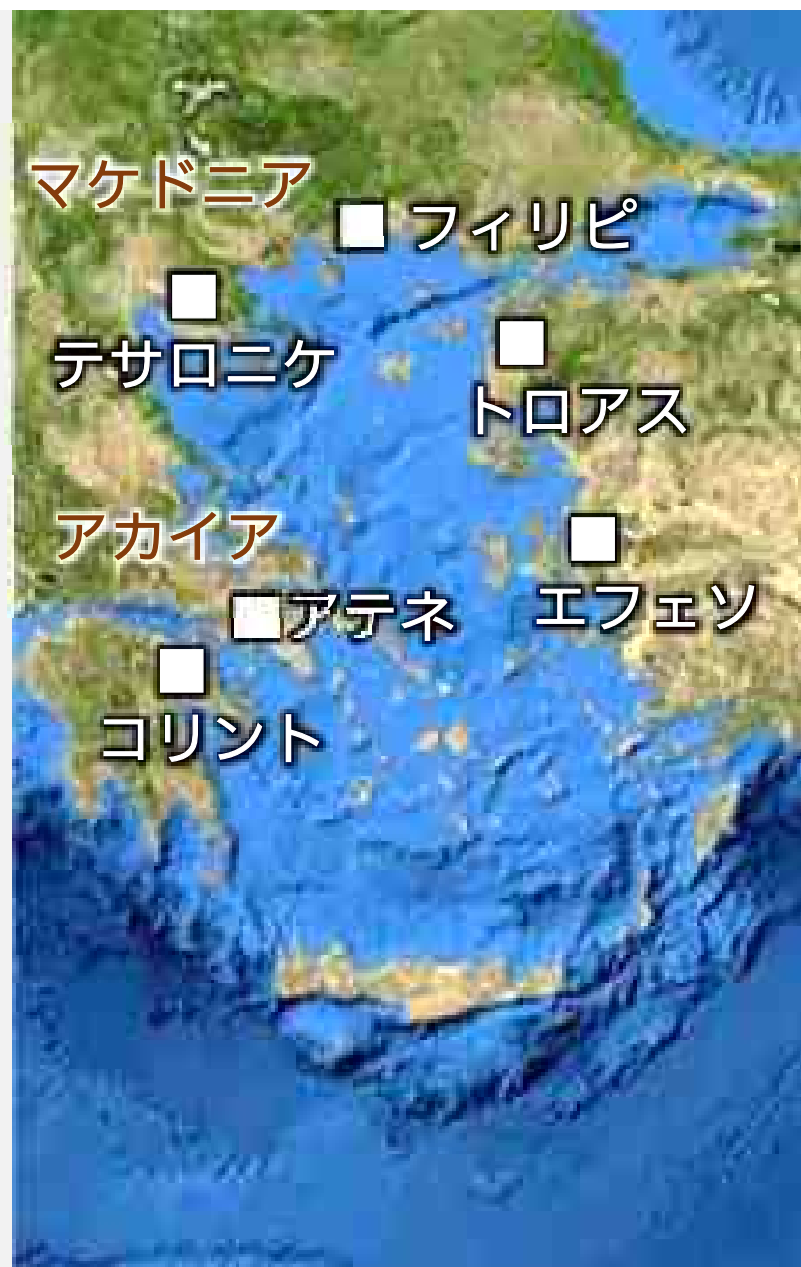 マケドニア
フィリピ
テサロニケ
トロアス
アカイア
アテネ
エフェソ
コリント